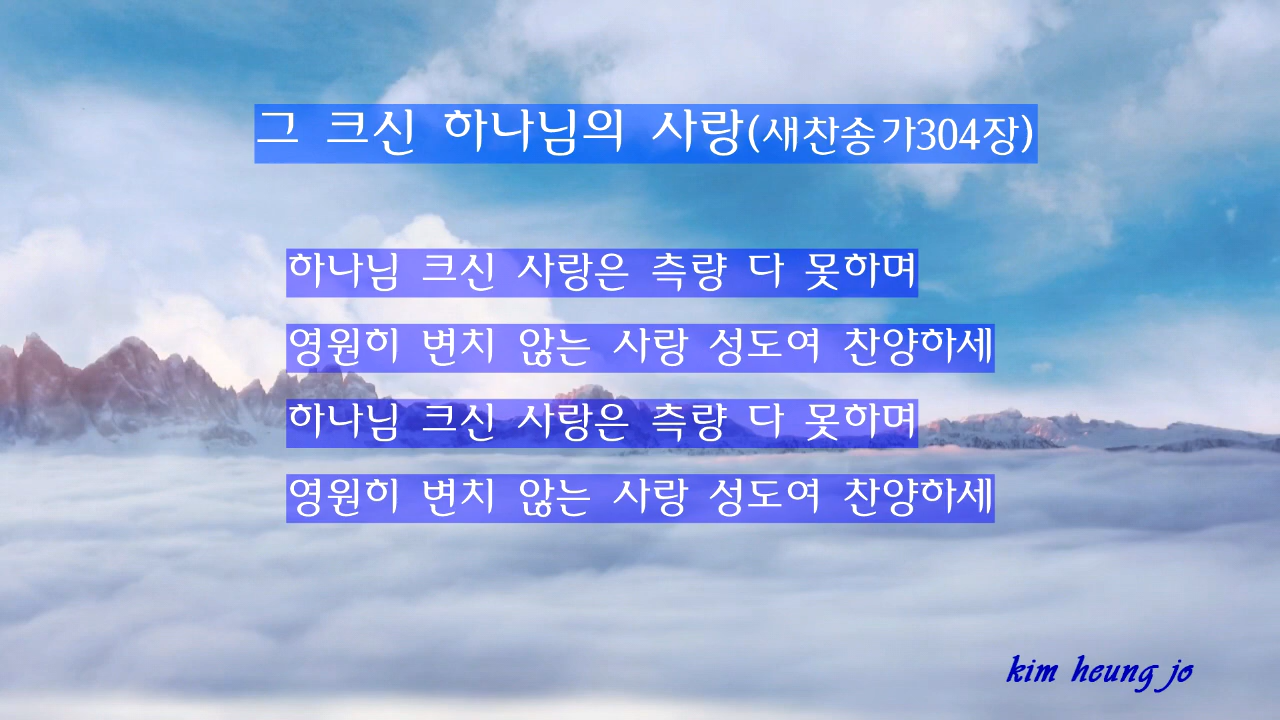 그 크신 하나님의 사랑(새찬송가304장)
하나님 크신 사랑은 측량 다 못하며
영원히 변치 않는 사랑 성도여 찬양하세
하나님 크신 사랑은 측량 다 못하며
영원히 변치 않는 사랑 성도여 찬양하세
kim heung jo